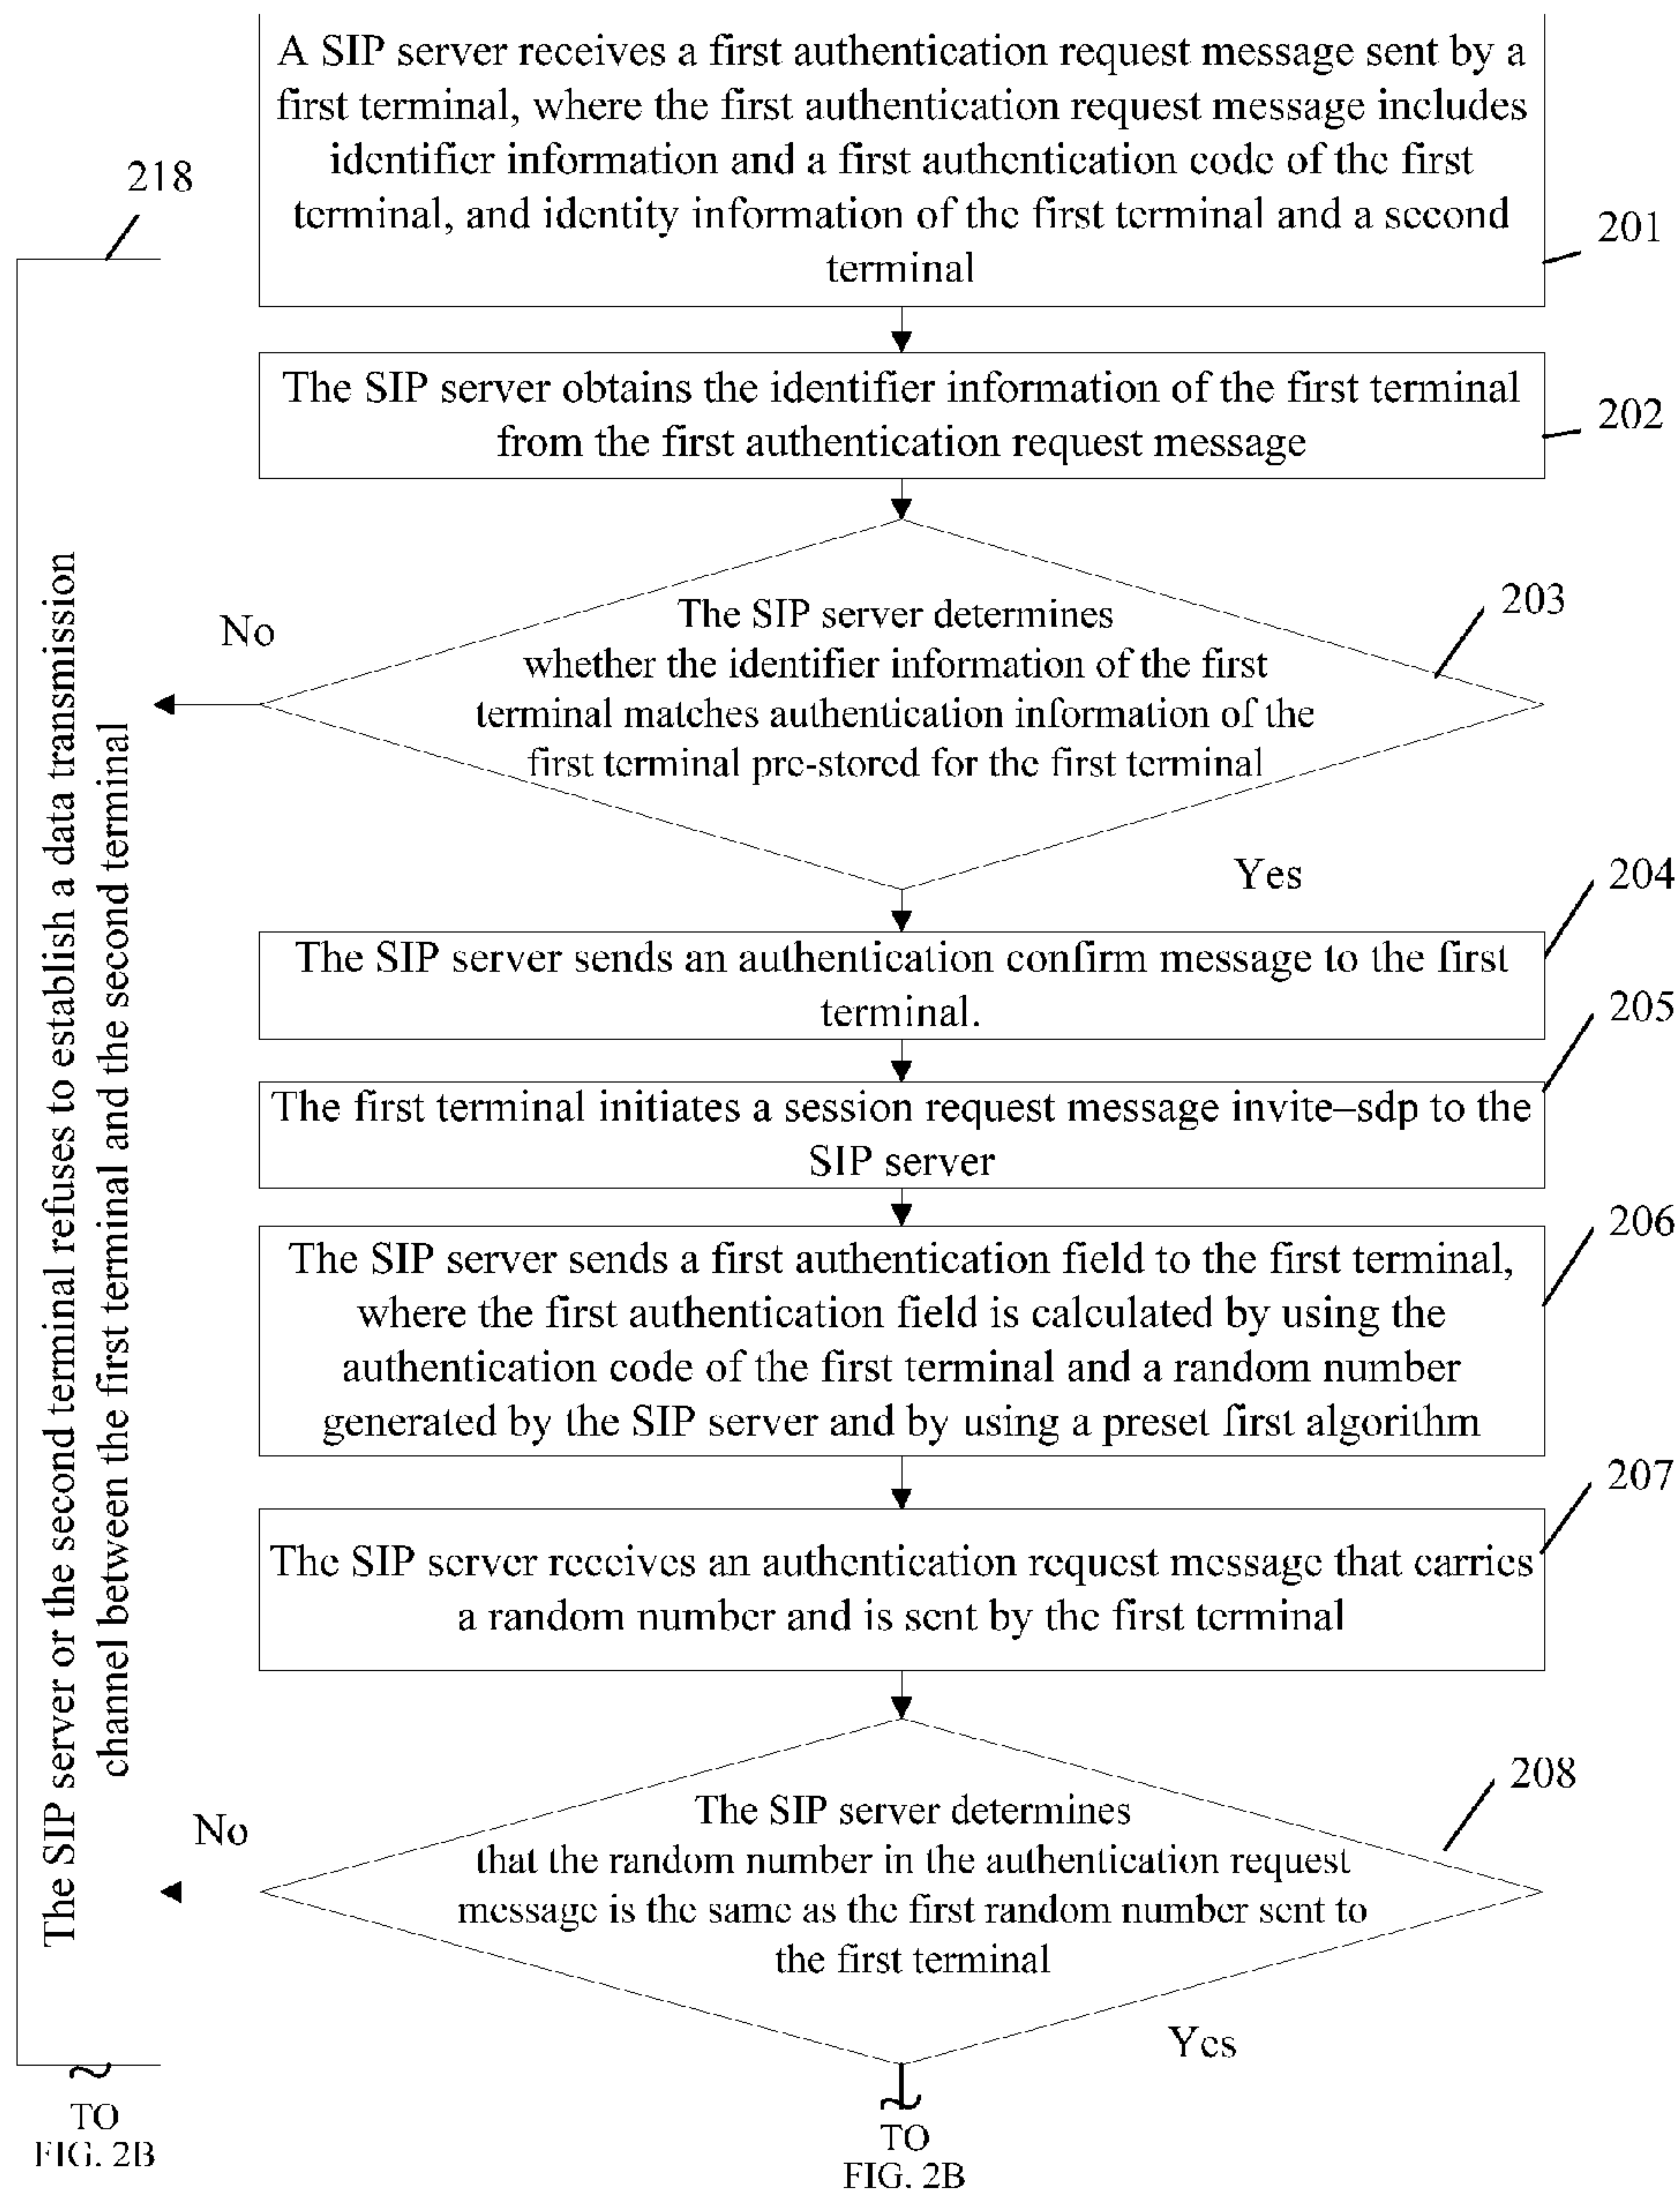 A SIP server receives a first authentication request message sent by a
first terminal, where the first authentication request message includes
identifier information and a first authentication code of the first
terminal, and identity information of the first terminal and a second
terminal
201
218
The SIP server obtains the identifier information of the first terminal
from the first authentication request message
202
The SIP server determines
whether the identifier information of the first
terminal matches authentication information of the
first terminal pre-stored for the first terminal
203
No
Yes
The SIP server sends an authentication confirm message to the first
terminal.
204
The first terminal initiates a session request message invite–sdp to the
SIP server
205
The SIP server sends a first authentication field to the first terminal,
where the first authentication field is calculated by using the
authentication code of the first terminal and a random number
generated by the SIP server and by using a preset first algorithm
206
The SIP server receives an authentication request message that carries
a random number and is sent by the first terminal
207
The SIP server determines
that the random number in the authentication request
message is the same as the first random number sent to
the first terminal
208
No
Yes
The SIP server or the second terminal refuses to establish a data transmission
channel between the first terminal and the second terminal
TO
FIG. 2B
TO
FIG. 2B